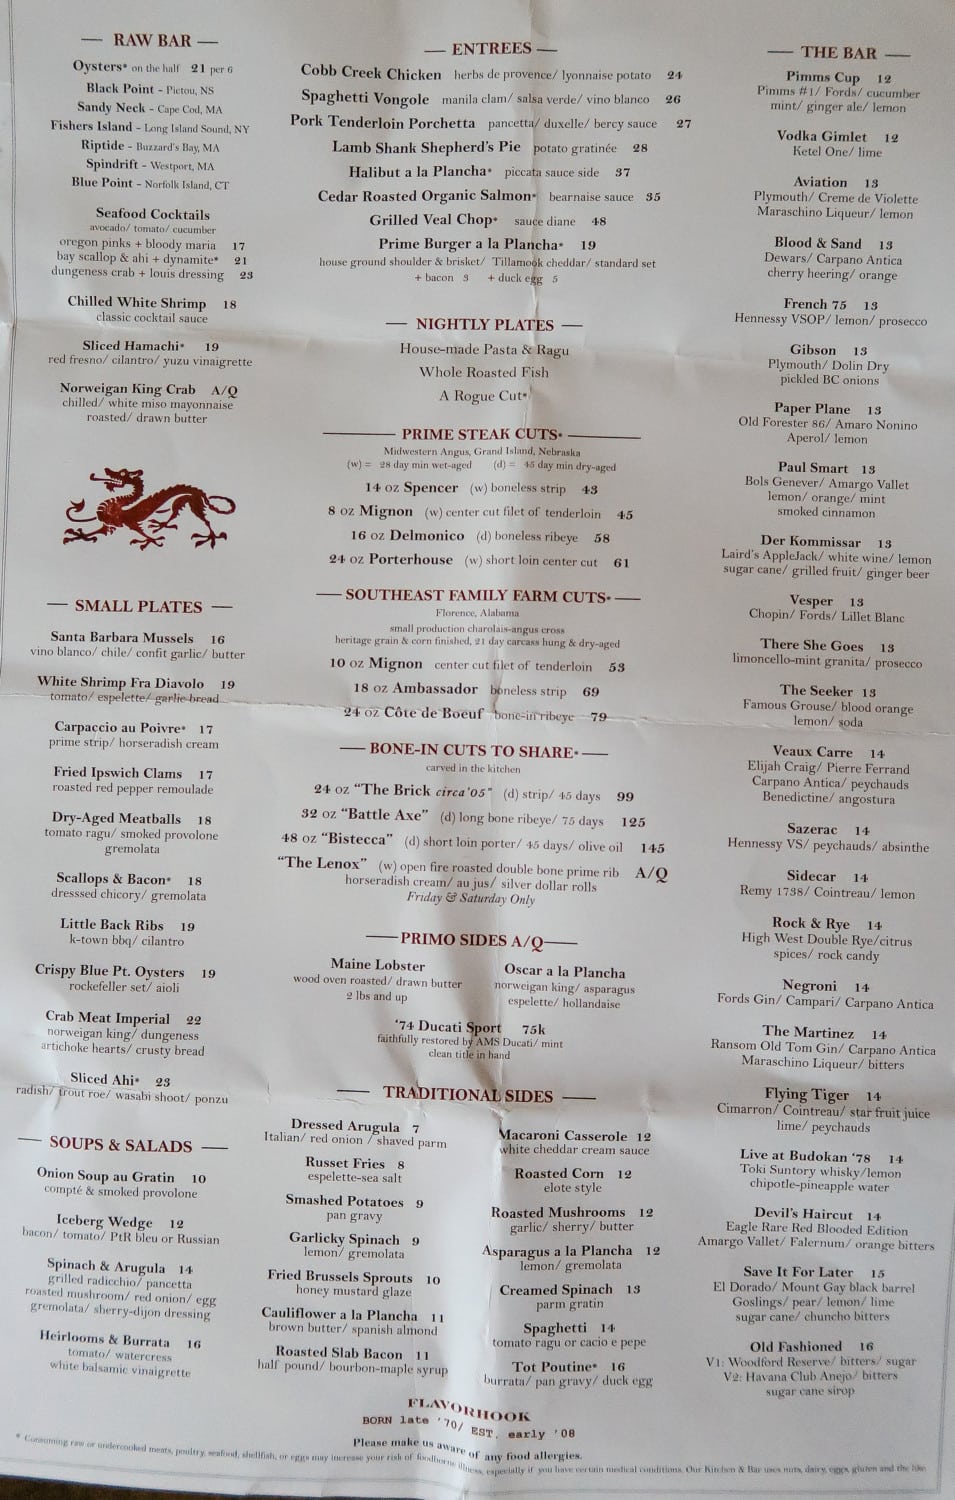 RAW BAR
Oysters* on the half 21 per 6
Black Point - Pictou, NS
Sandy Neck - Cape Cod, MA
Fishers Island - Long Island Sound, NY
Riptide - Buzzard's Bay, MA
Spindrift - Westport, MA
Blue Point - Norfolk Island, CT
Seafood Cocktails
avocado/ tomato/ cucumber
oregon pinks + bloody maria 17
bay scallop & ahi + dynamite* 21
dungeness crab + louis dressing 23
Chilled White Shrimp 18
classic cocktail sauce
Sliced Hamachi* 19
red fresno/ cilantro/ yuzu vinaigrette
Norweigan King Crab A/Q
chilled/ white miso mayonnaise
roasted/ drawn butter
SMALL PLATES
Santa Barbara Mussels 16
vino blanco/ chile/ confit garlic/ butter
White Shrimp Fra Diavolo 19
tomato/ espelette/ garlic bread
Carpaccio au Poivre* 17
prime strip/ horseradish cream
Fried Ipswich Clams 17
roasted red pepper remoulade
Dry-Aged Meatballs 18
tomato ragu/ smoked provolone
gremolata
Scallops & Bacon* 18
dresssed chicory/ gremolata
Little Back Ribs 19
k-town bbq/ cilantro
Crispy Blue Pt. Oysters 19
rockefeller set/ aioli
Crab Meat Imperial 22
norweigan king/ dungeness
artichoke hearts/ crusty bread
Sliced Ahi* 23
radish/ trout roe/ wasabi shoot/ ponzu
SOUPS & SALADS
Onion Soup au Gratin 10
compté & smoked provolone
Iceberg Wedge 12
bacon/ tomato/ PtR bleu or Russian
Spinach & Arugula 14
grilled radicchio/ pancetta
roasted mushroom/ red onion/ egg
gremolata/ sherry-dijon dressing
Heirlooms & Burrata 16
tomato/ watercress
white balsamic vinaigrette
ENTREES
Cobb Creek Chicken herbs de provence/ lyonnaise potato 24
Spaghetti Vongole manila clam/ salsa verde/ vino blanco 26
Pork Tenderloin Porchetta pancetta/ duxelle/ bercy sauce 27
Lamb Shank Shepherd's Pie potato gratinée 28
Halibut a la Plancha* piccata sauce side 37
Cedar Roasted Organic Salmon* bearnaise sauce 35
Grilled Veal Chop* sauce diane 48
Prime Burger a la Plancha* 19
house ground shoulder & brisket/ Tillamook cheddar/ standard set
+ bacon 3 + duck egg 5
NIGHTLY PLATES
House-made Pasta & Ragu
Whole Roasted Fish
A Rogue Cut*
PRIME STEAK CUTS*
Midwestern Angus, Grand Island, Nebraska
(w) = 28 day min wet-aged (d) = 45 day min dry-aged
14 oz Spencer (w) boneless strip 43
8 oz Mignon (w) center cut filet of tenderloin 45
16 oz Delmonico (d) boneless ribeye 58
24 oz Porterhouse (w) short loin center cut 61
SOUTHEAST FAMILY FARM CUTS*
Florence, Alabama
small production charolais-angus cross
heritage grain & corn finished, 21 day carcass hung & dry-aged
10 oz Mignon center cut filet of tenderloin 53
18 oz Ambassador boneless strip 69
24 oz Côte de Boeuf bone-in ribeye 79
BONE-IN CUTS TO SHARE*
carved in the kitchen
24 oz "The Brick circa '05" (d) strip/ 45 days 99
32 oz "Battle Axe" (d) long bone ribeye/ 75 days 125
48 oz "Bistecca" (d) short loin porter/ 45 days/ olive oil 145
"The Lenox" (w) open fire roasted double bone prime rib A/Q
horseradish cream/ au jus/ silver dollar rolls
Friday & Saturday Only
PRIMO SIDES A/Q
Maine Lobster
wood oven roasted/ drawn butter
2 lbs and up
Oscar a la Plancha
norweigan king/ asparagus
espelette/ hollandaise
'74 Ducati Sport 75k
faithfully restored by AMS Ducati/ mint
clean title in hand
TRADITIONAL SIDES
Dressed Arugula 7
Italian/ red onion / shaved parm
Russet Fries 8
espelette-sea salt
Smashed Potatoes 9
pan gravy
Garlicky Spinach 9
lemon/ gremolata
Fried Brussels Sprouts 10
honey mustard glaze
Cauliflower a la Plancha 11
brown butter/ spanish almond
Roasted Slab Bacon 11
half pound/ bourbon-maple syrup
Macaroni Casserole 12
white cheddar cream sauce
Roasted Corn 12
elote style
Roasted Mushrooms 12
garlic/ sherry/ butter
Asparagus a la Plancha 12
lemon/ gremolata
Creamed Spinach 13
parm gratin
Spaghetti 14
tomato ragu or cacio e pepe
Tot Poutine* 16
burrata/ pan gravy/ duck egg
THE BAR
Pimms Cup 12
Pimms #1/ Fords/ cucumber
mint/ ginger ale/ lemon
Vodka Gimlet 12
Ketel One/ lime
Aviation 13
Plymouth/ Creme de Violette
Maraschino Liqueur/ lemon
Blood & Sand 13
Dewars/ Carpano Antica
cherry heering/ orange
French 75 13
Hennessy VSOP/ lemon/ prosecco
Gibson 13
Plymouth/ Dolin Dry
pickled BC onions
Paper Plane 13
Old Forester 86/ Amaro Nonino
Aperol/ lemon
Paul Smart 13
Bols Genever/ Amargo Vallet
lemon/ orange/ mint
smoked cinnamon
Der Kommissar 13
Laird's AppleJack/ white wine/ lemon
sugar cane/ grilled fruit/ ginger beer
Vesper 13
Chopin/ Fords/ Lillet Blanc
There She Goes 13
limoncello-mint granita/ prosecco
The Seeker 13
Famous Grouse/ blood orange
lemon/ soda
Veaux Carre 14
Elijah Craig/ Pierre Ferrand
Carpano Antica/ peychauds
Benedictine/ angostura
Sazerac 14
Hennessy VS/ peychauds/ absinthe
Sidecar 14
Remy 1738/ Cointreau/ lemon
Rock & Rye 14
High West Double Rye/citrus
spices/ rock candy
Negroni 14
Fords Gin/ Campari/ Carpano Antica
The Martinez 14
Ransom Old Tom Gin/ Carpano Antica
Maraschino Liqueur/ bitters
Flying Tiger 14
Cimarron/ Cointreau/ star fruit juice
lime/ peychauds
Live at Budokan '78 14
Toki Suntory whisky/lemon
chipotle-pineapple water
Devil's Haircut 14
Eagle Rare Red Blooded Edition
Amargo Vallet/ Falernum/ orange bitters
Save It For Later 15
El Dorado/ Mount Gay black barrel
Goslings/ pear/ lemon/ lime
sugar cane/ chuncho bitters
Old Fashioned 16
V1: Woodford Reserve/ bitters/ sugar
V2: Havana Club Anejo/ bitters
sugar cane sirop
FLAVORHOOK
BORN late '70/ EST. early '08
Please make us aware of any food allergies.
* Consuming raw or undercooked meats, poultry, seafood, shellfish, or eggs may increase your risk of foodborne illness, especially if you have certain medical conditions. Our Kitchen & Bar uses nuts, dairy, eggs, gluten and the like